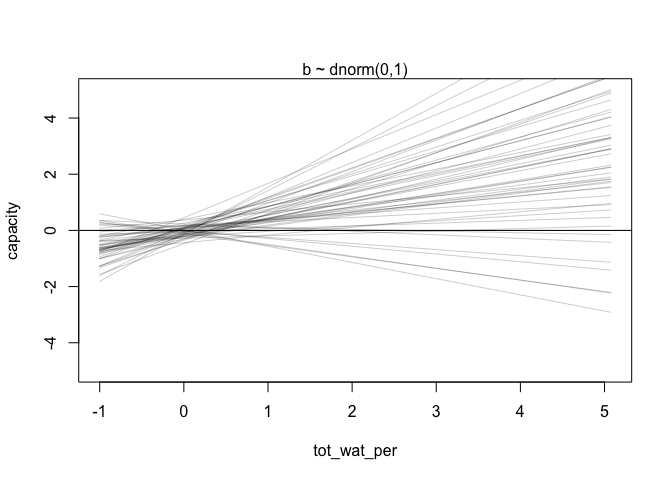 b ~ dnorm(0,1)
capacity
4
2
0
-2
-4
-1 0 1 2 3 4 5
tot_wat_per